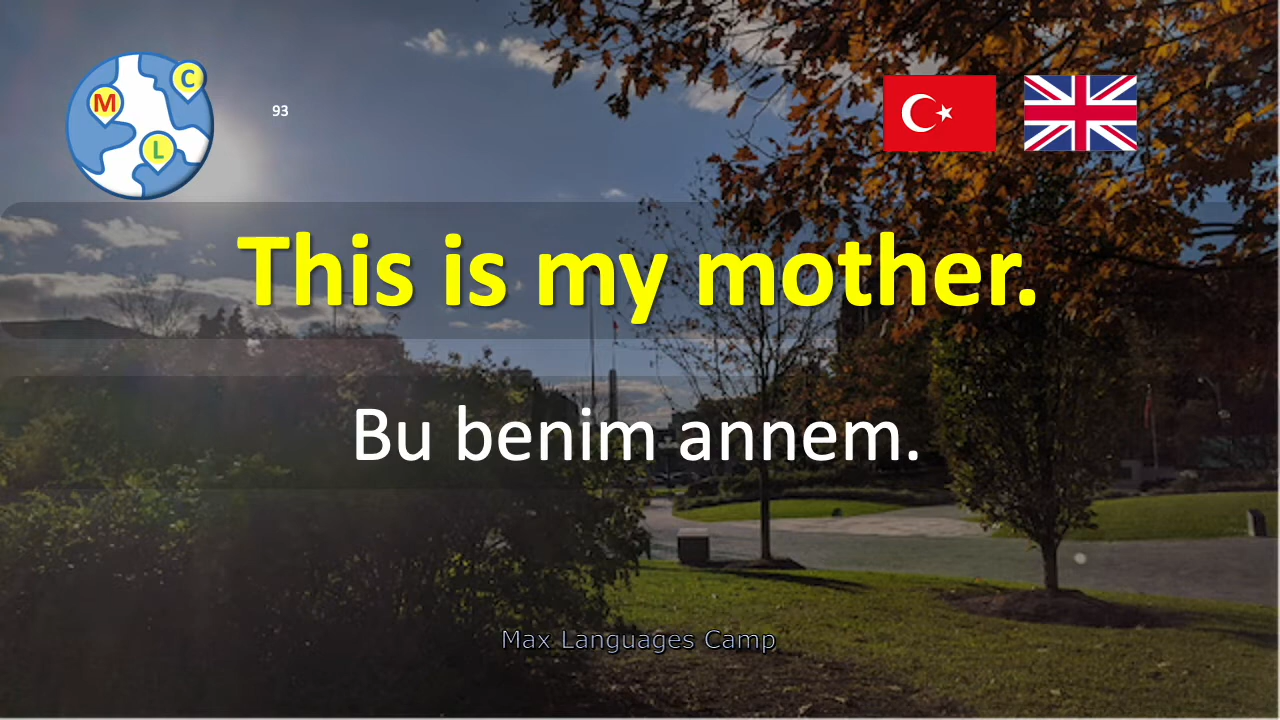 M
C
L
93
This is my mother.
Bu benim annem.
Max Languages Camp